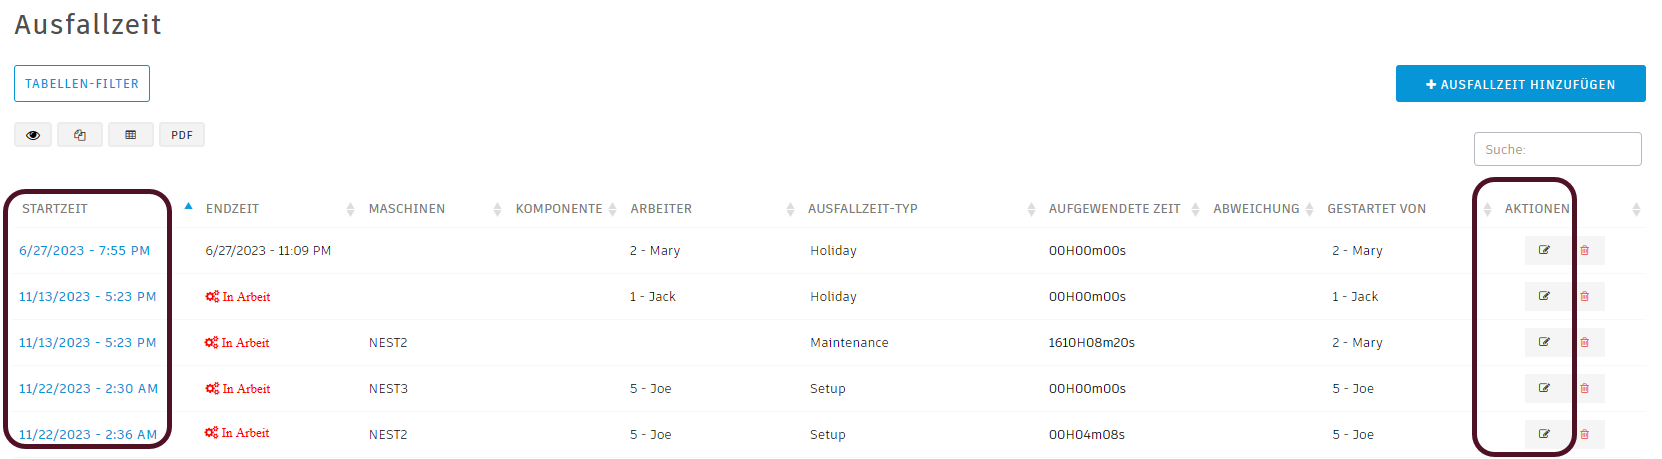 Ausfallzeit
TABELLEN-FILTER
AUSFALLZEIT HINZUFÜGEN
PDF
Suche:
STARTZEIT ENDZEIT MASCHINEN KOMPONENTE ARBEITER AUSFALLZEIT-TYP AUFGEWENDETE ZEIT ABWEICHUNG GESTARTET VON AKTIONEN
6/27/2023 - 7:55 PM 6/27/2023 - 11:09 PM 2 - Mary Holiday 00H00m00s 2 - Mary
11/13/2023 - 5:23 PM In Arbeit 1 - Jack Holiday 00H00m00s 1 - Jack
11/13/2023 - 5:23 PM In Arbeit NEST2 Maintenance 1610H08m20s 2 - Mary
11/22/2023 - 2:30 AM In Arbeit NEST3 5 - Joe Setup 00H00m00s 5 - Joe
11/22/2023 - 2:36 AM In Arbeit NEST2 5 - Joe Setup 00H04m08s 5 - Joe